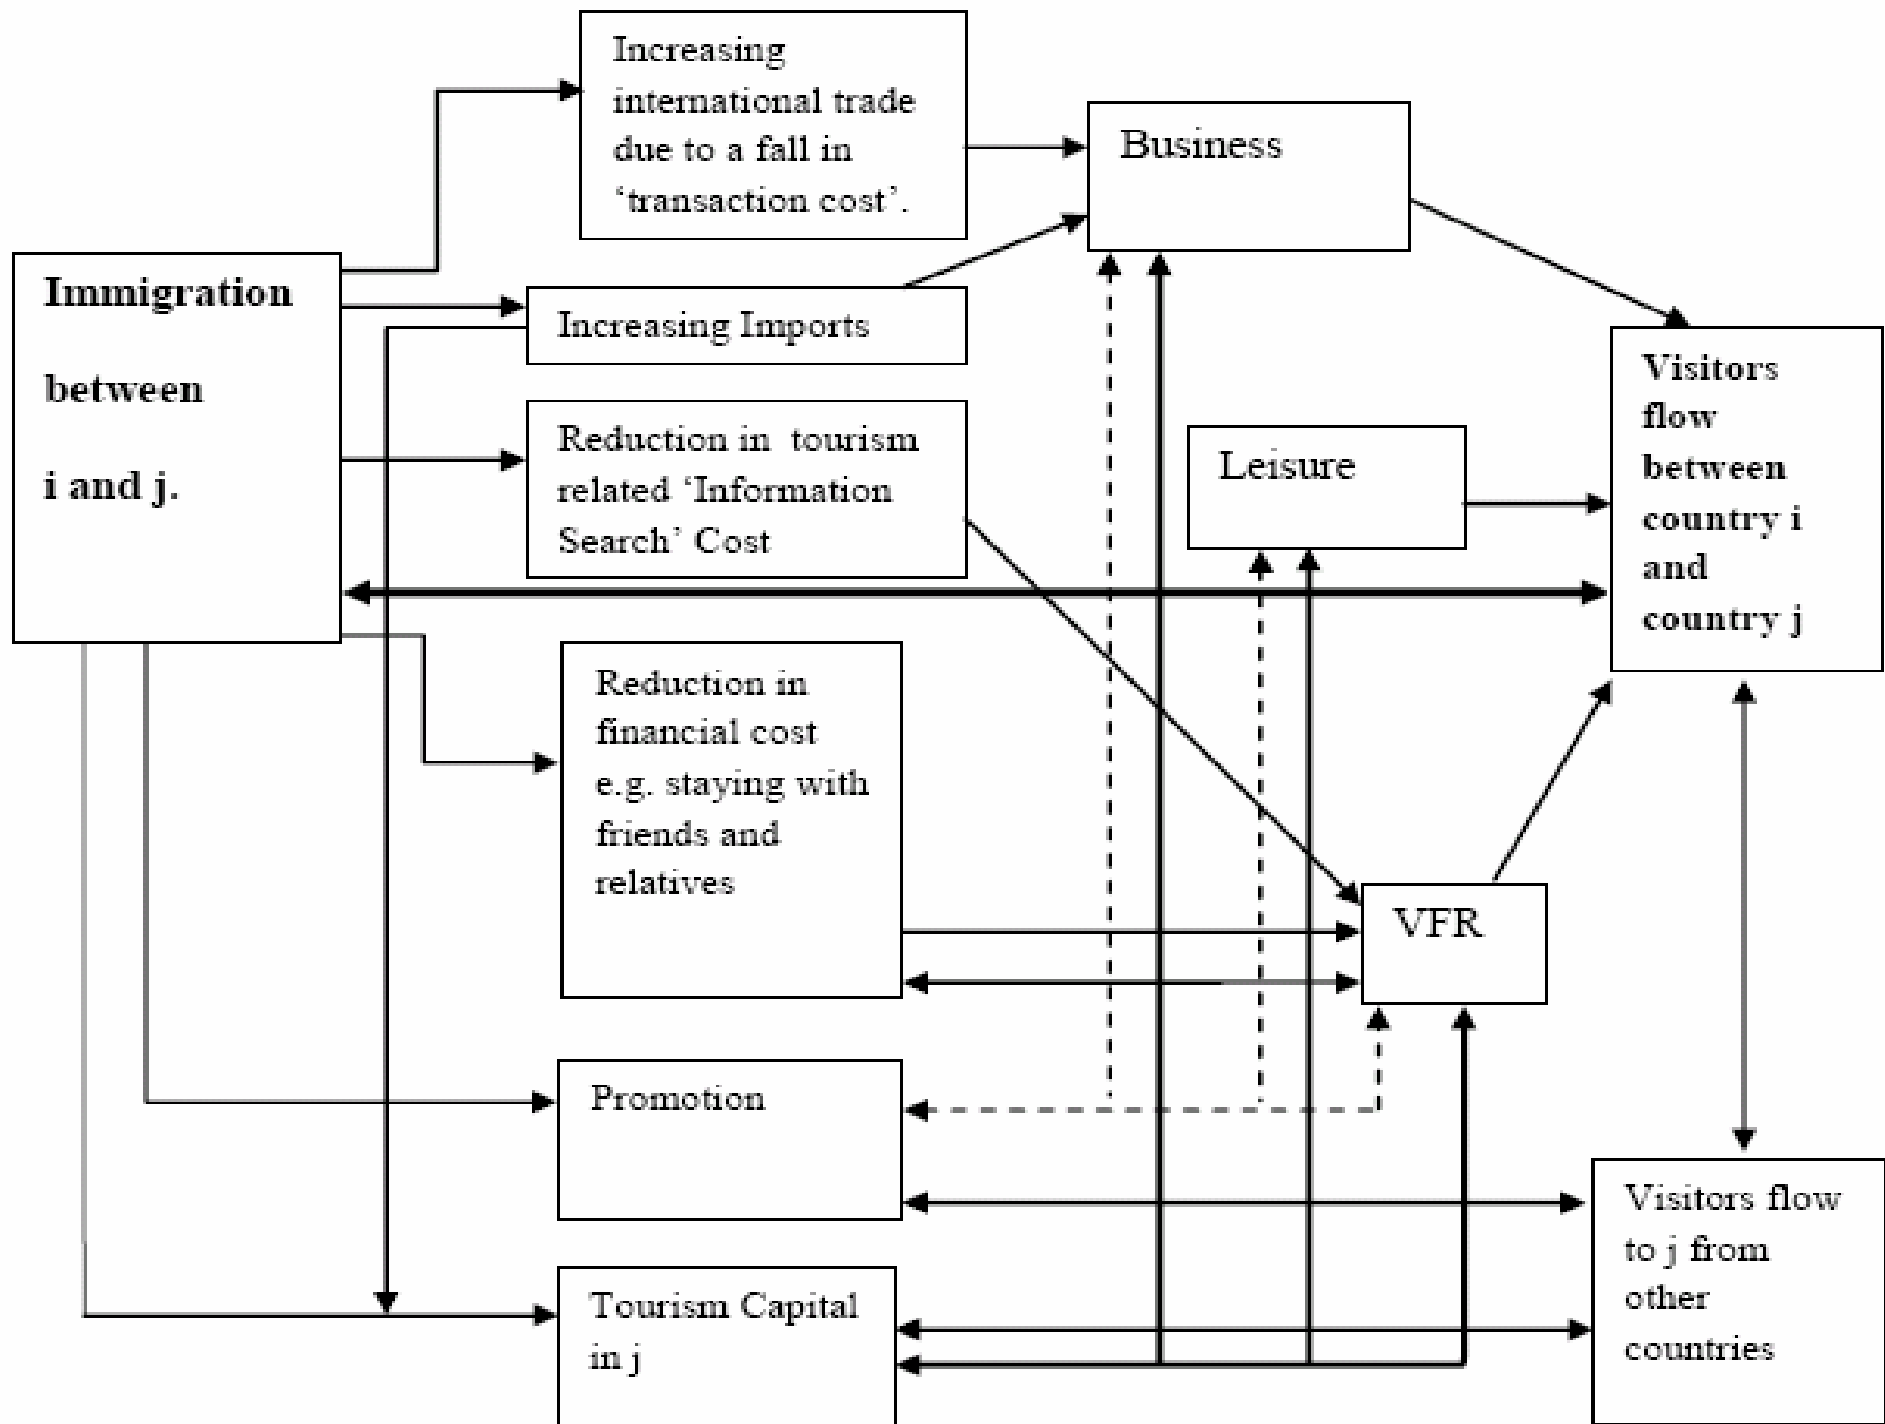 Increasing
international trade
due to a fall in
‘transaction cost’.
Business
Immigration
between
i and j.
Increasing Imports
Visitors
flow
between
country i
and
country j
Reduction in tourism
related ‘Information
Search’ Cost
Leisure
Reduction in
financial cost
e.g. staying with
friends and
relatives
VFR
Promotion
Visitors flow
to j from
other
countries
Tourism Capital
in j